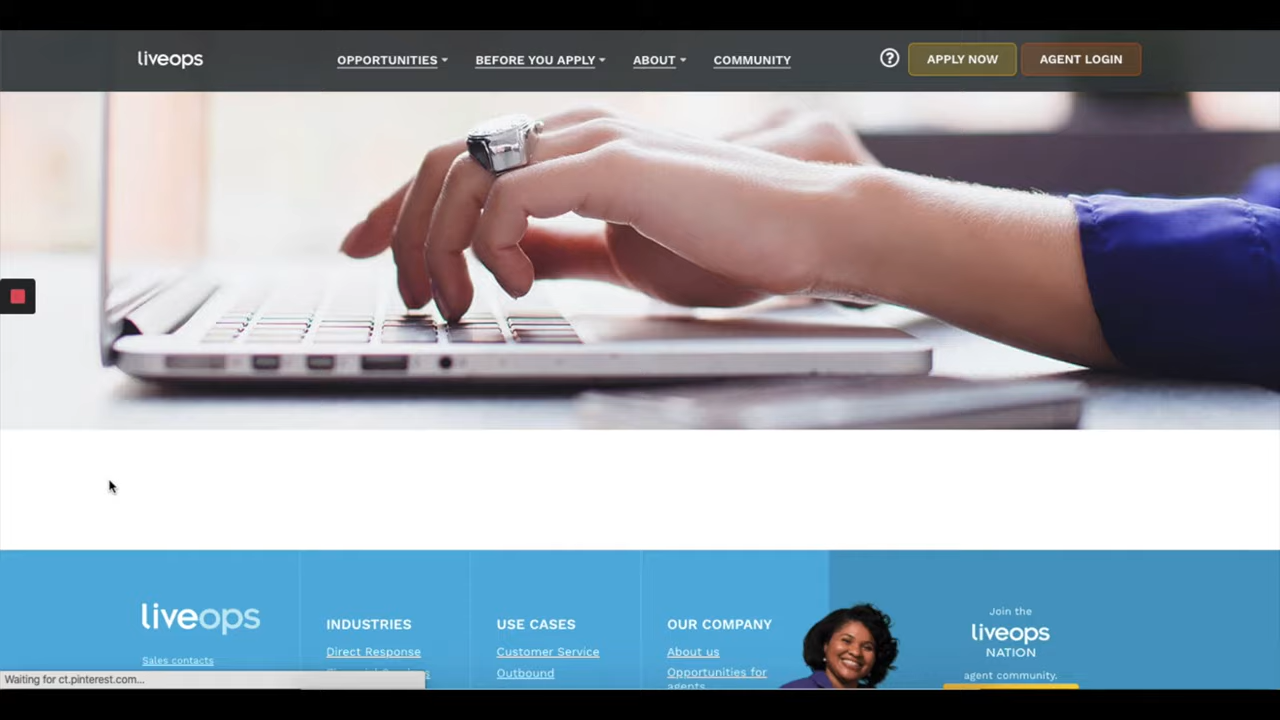 liveops
OPPORTUNITIES
BEFORE YOU APPLY
ABOUT
COMMUNITY
?
APPLY NOW
AGENT LOGIN
liveops
Sales contacts
INDUSTRIES
Direct Response
USE CASES
Customer Service
Outbound
OUR COMPANY
About us
Opportunities for
agents
Join the
liveops
NATION
agent community.
Waiting for ct.pinterest.com...